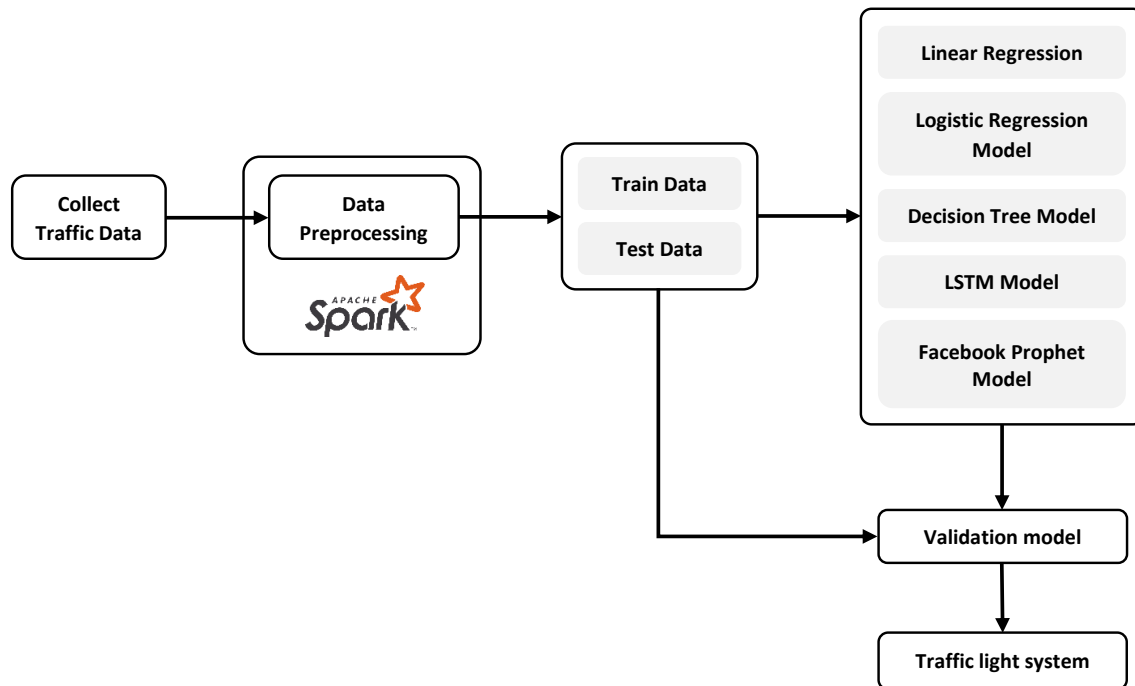 Collect
Traffic Data
Data
Preprocessing
APACHE
Spark
TM
Train Data
Test Data
Linear Regression
Logistic Regression
Model
Decision Tree Model
LSTM Model
Facebook Prophet
Model
Validation model
Traffic light system